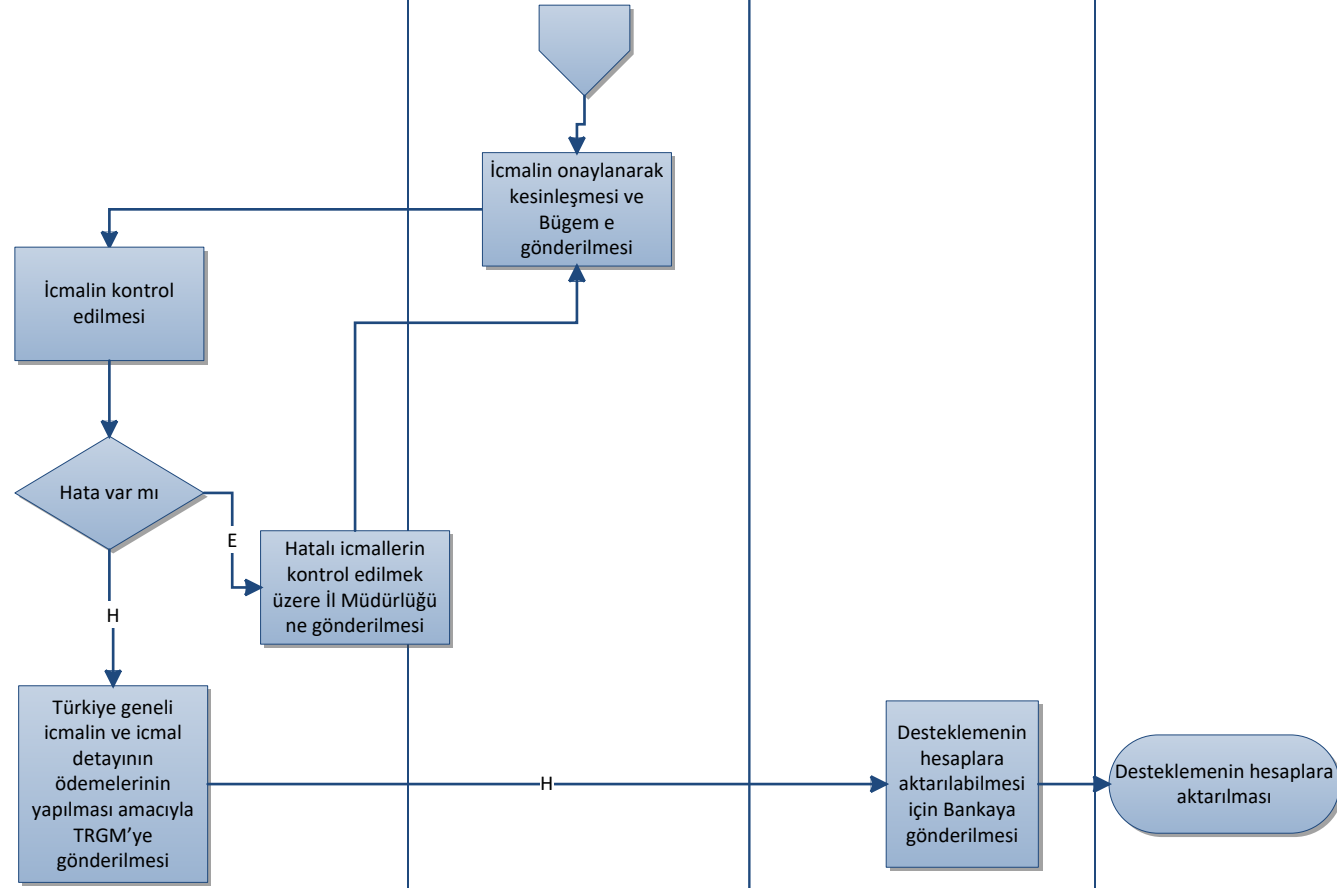 İcmalin onaylanarak
kesinleşmesi ve
Bügem e
gönderilmesi
İcmalin kontrol
edilmesi
Hata var mı
E
Hatalı icmallerin
kontrol edilmek
üzere İl Müdürlüğü
ne gönderilmesi
H
Türkiye geneli
icmalin ve icmal
detayının
ödemelerinin
yapılması amacıyla
TRGM’ye
gönderilmesi
H
Desteklemenin
hesaplara
aktarılabilmesi
için Bankaya
gönderilmesi
Desteklemenin hesaplara
aktarılması